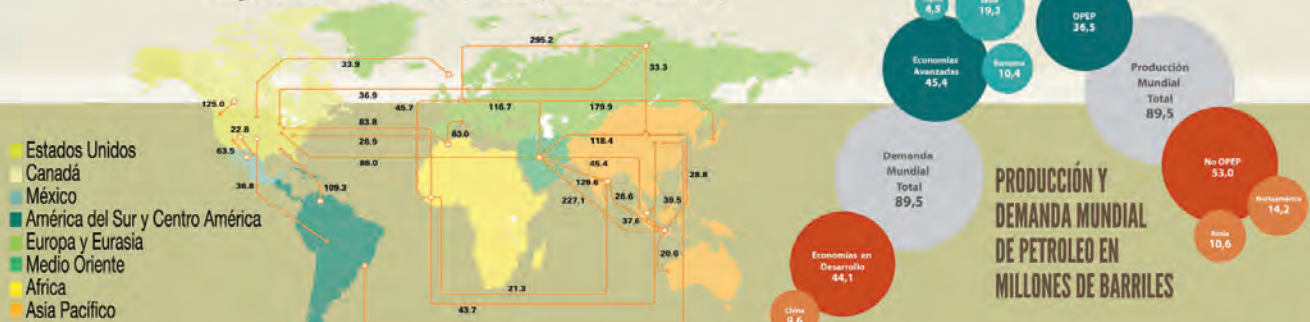 295.2
33.9
33.3
36.9
125.0
45.7
116.7
179.9
22.8
83.8
83.0
26.9
118.4
63.5
86.0
45.4
36.8
109.3
129.6
26.6
28.8
227.1
39.5
37.6
20.0
21.3
43.7
Estados Unidos
Canadá
México
América del Sur y Centro América
Europa y Eurasia
Medio Oriente
Africa
Asia Pacífico
4,5
19,3
Economías
Avanzadas
45,4
10,4
Demanda
Mundial
Total
89,5
Economías en
Desarrollo
44,1
China
9,6
OPEP
36,5
Producción
Mundial
Total
89,5
No OPEP
53,0
Norteamérica
14,2
Rusia
10,6
PRODUCCIÓN Y
DEMANDA MUNDIAL
DE PETROLEO EN
MILLONES DE BARRILES